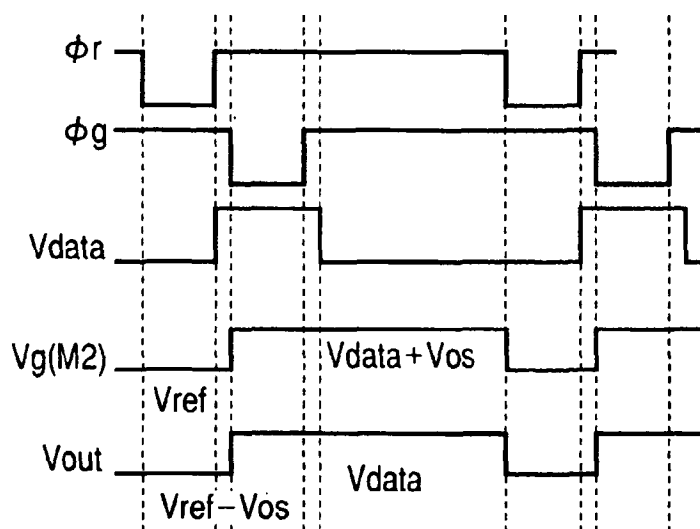 Φr
Φg
Vdata
Vg(M2)
Vdata+Vos
Vref
Vout
Vdata
Vref−Vos